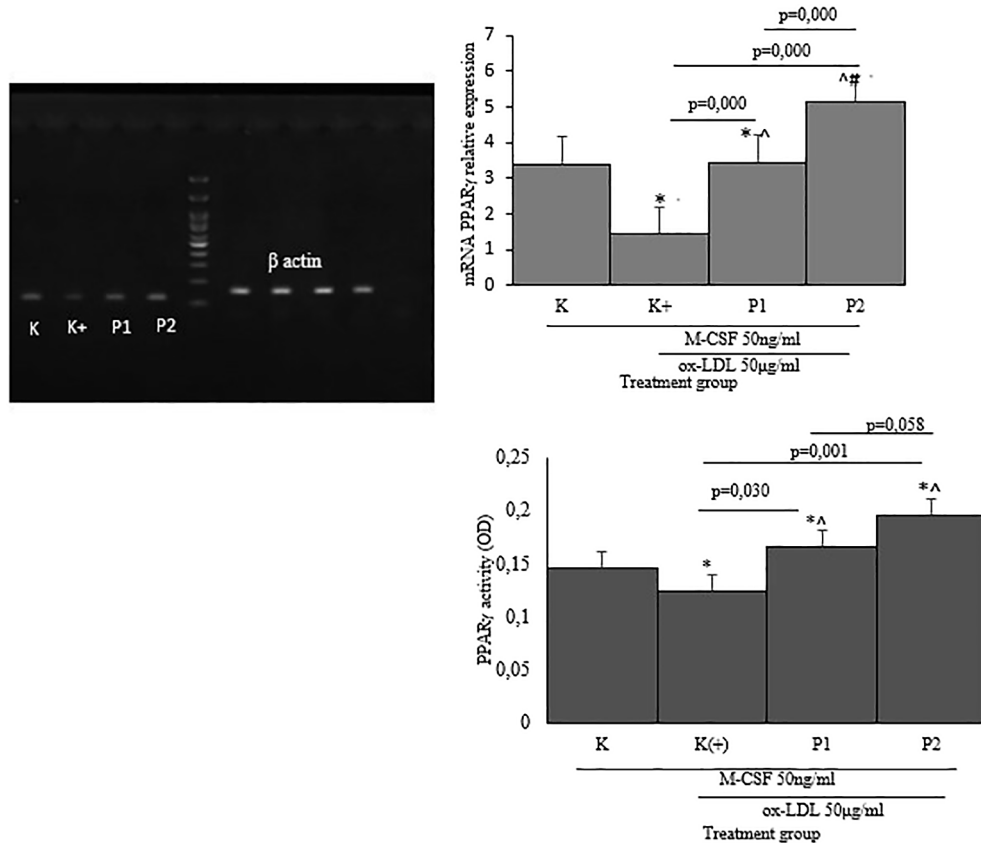 β actin
K K+ P1 P2
p=0,000
p=0,000
p=0,000
mRNA PPARγ relative expression
7
6
5
4
3
2
1
0
*
*^
^#
K K+ P1 P2
M-CSF 50ng/ml
ox-LDL 50μg/ml
Treatment group
p=0,058
p=0,001
p=0,030
PPARγ activity (OD)
0,25
0,2
0,15
0,1
0,05
0
*
*^
*^
K K(+) P1 P2
M-CSF 50ng/ml
ox-LDL 50μg/ml
Treatment group